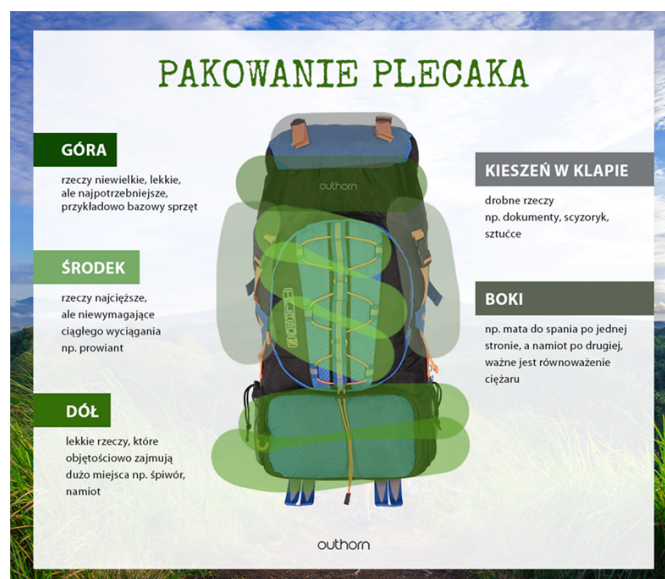 PAKOWANIE PLECAKA
GÓRA
rzeczy niewielkie, lekkie,
ale najpotrzebniejsze,
przykładowo bazowy sprzęt
ŚRODEK
rzeczy najcięższe,
ale niewymagające
ciągłego wyciągania
np. prowiant
DÓŁ
lekkie rzeczy, które
objętościowo zajmują
dużo miejsca np. śpiwór,
namiot
outhorn
KIESZEŃ W KLAPIE
drobne rzeczy
np. dokumenty, scyzoryk,
sztućce
BOKI
np. mata do spania po jednej
stronie, a namiot po drugiej,
ważne jest równoważenie
ciężaru
outhorn